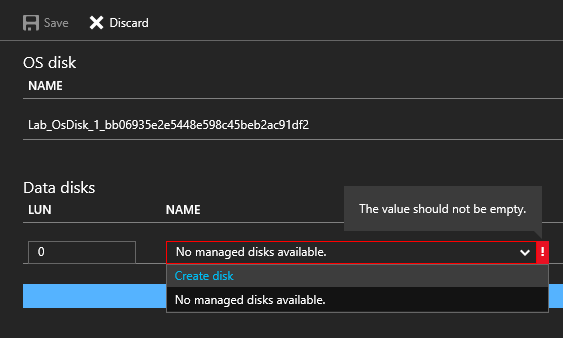 Save Discard
OS disk
NAME
Lab_OsDisk_1_bb06935e2e5448e598c45beb2ac91df2
Data disks
The value should not be empty.
LUN NAME
0 No managed disks available. !
Create disk
No managed disks available.